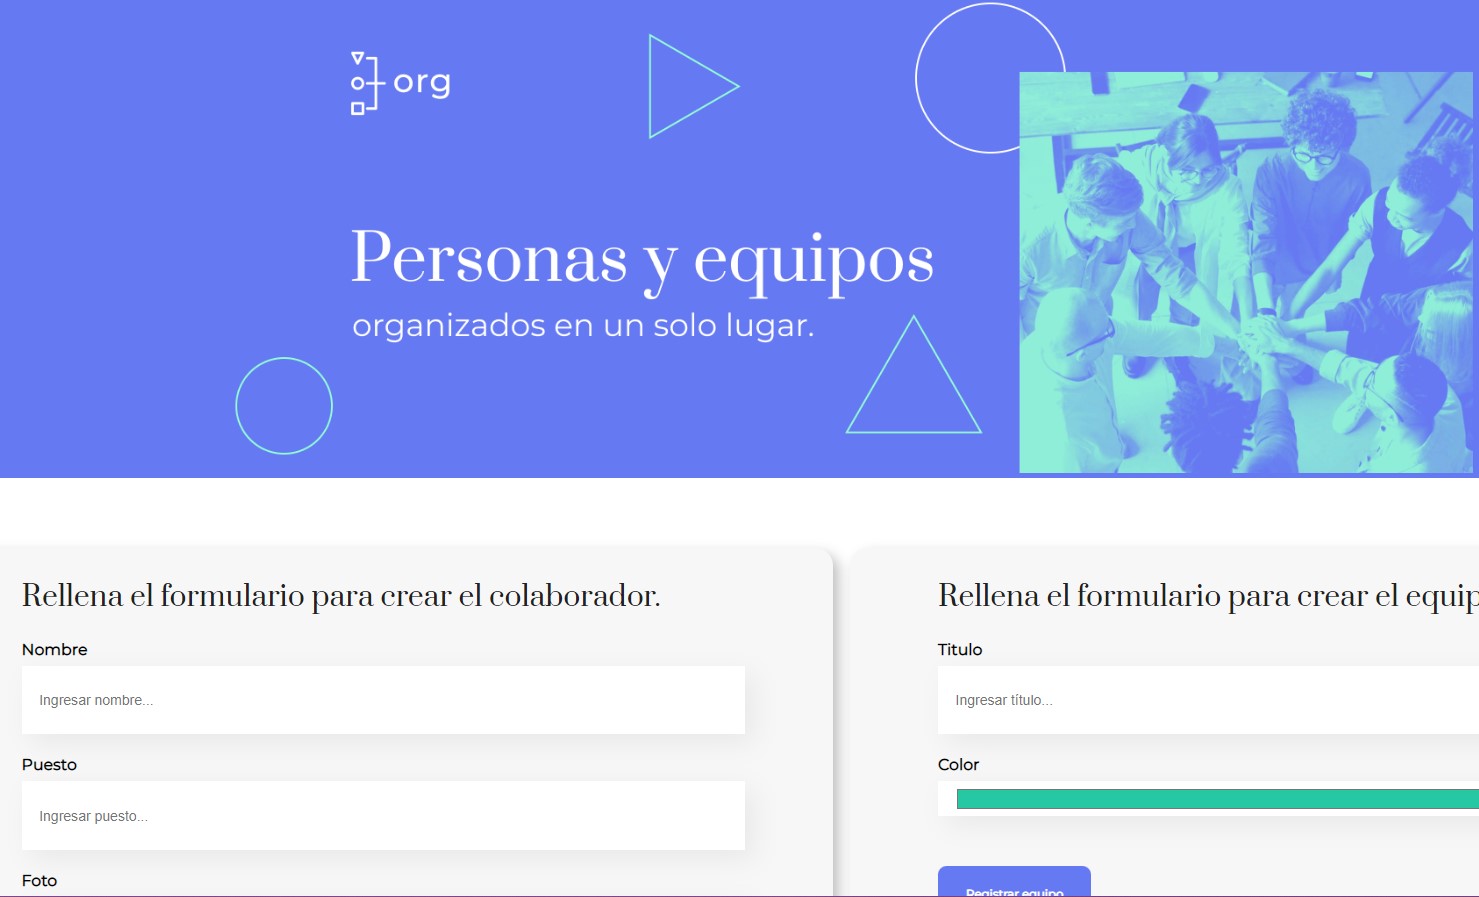 org
Personas y equipos
organizados en un solo lugar.
Rellena el formulario para crear el colaborador.
Nombre
Ingresar nombre...
Puesto
Ingresar puesto...
Foto
Rellena el formulario para crear el equip
Titulo
Ingresar título...
Color
Registrar equipo